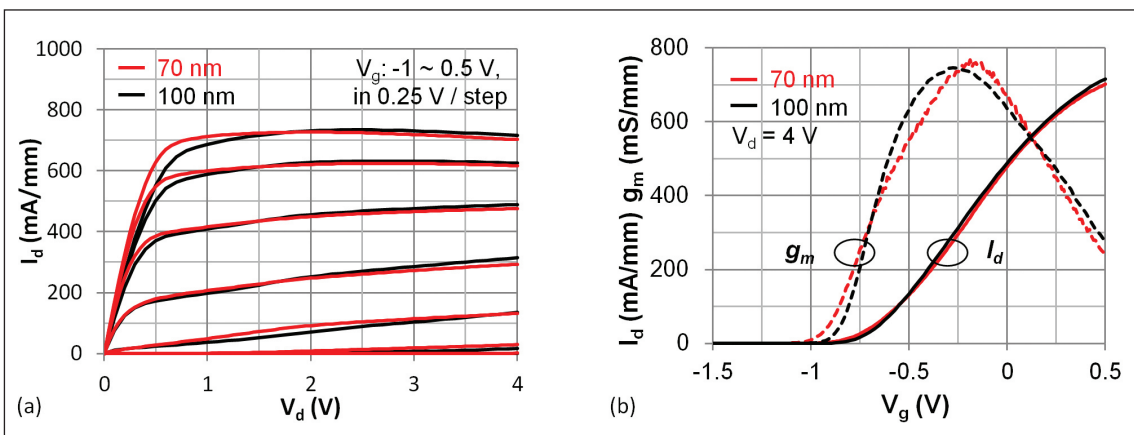 1000
800
600
400
200
0
I_d (mA/mm)
70 nm
100 nm
V_g: -1 ~ 0.5 V,
in 0.25 V / step
0 1 2 3 4
V_d (V)
(a)
800
600
400
200
0
I_d (mA/mm) g_m (mS/mm)
70 nm
100 nm
V_d = 4 V
g_m I_d
-1.5 -1 -0.5 0 0.5
V_g (V)
(b)